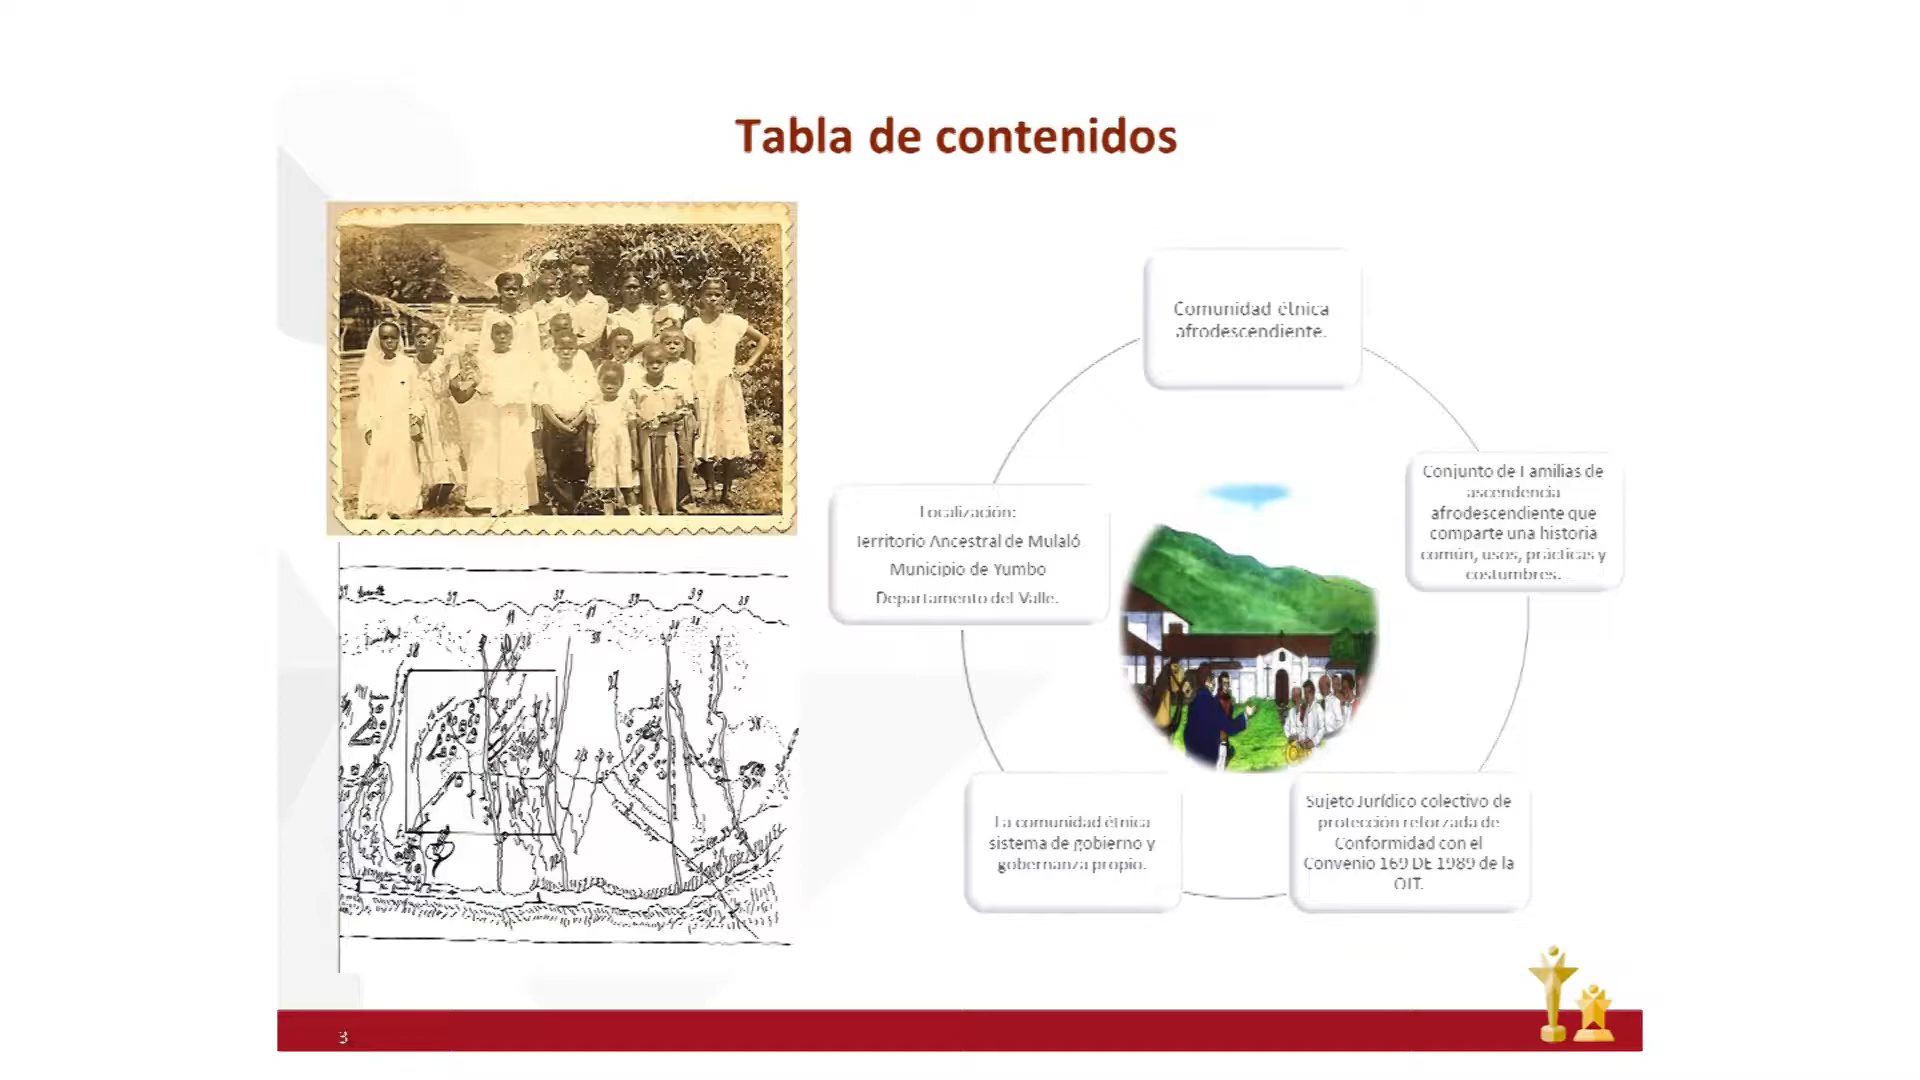 Tabla de contenidos
Comunidad étnica
afrodescendiente.
Conjunto de Familias de
ascendencia
afrodescendiente que
comparte una historia
común, usos, prácticas y
costumbres.
Sujeto Jurídico colectivo de
protección reforzada de
Conformidad con el
Convenio 169 DE 1989 de la
OIT.
La comunidad étnica
sistema de gobierno y
gobernanza propio.
Localización:
Territorio Ancestral de Mulaló
Municipio de Yumbo
Departamento del Valle.
3